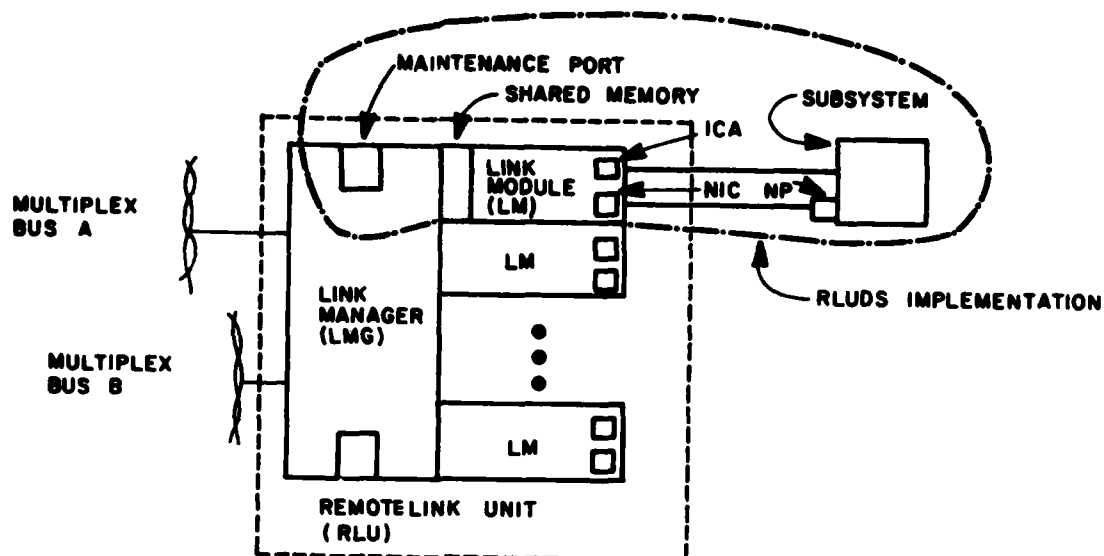 MAINTENANCE PORT
SHARED MEMORY
SUBSYSTEM
ICA
LINK
MODULE
(LM)
NIC NP
MULTIPLEX
BUS A
LM
LINK
MANAGER
(LMG)
RLUDS IMPLEMENTATION
MULTIPLEX
BUS B
LM
REMOTE LINK UNIT
(RLU)